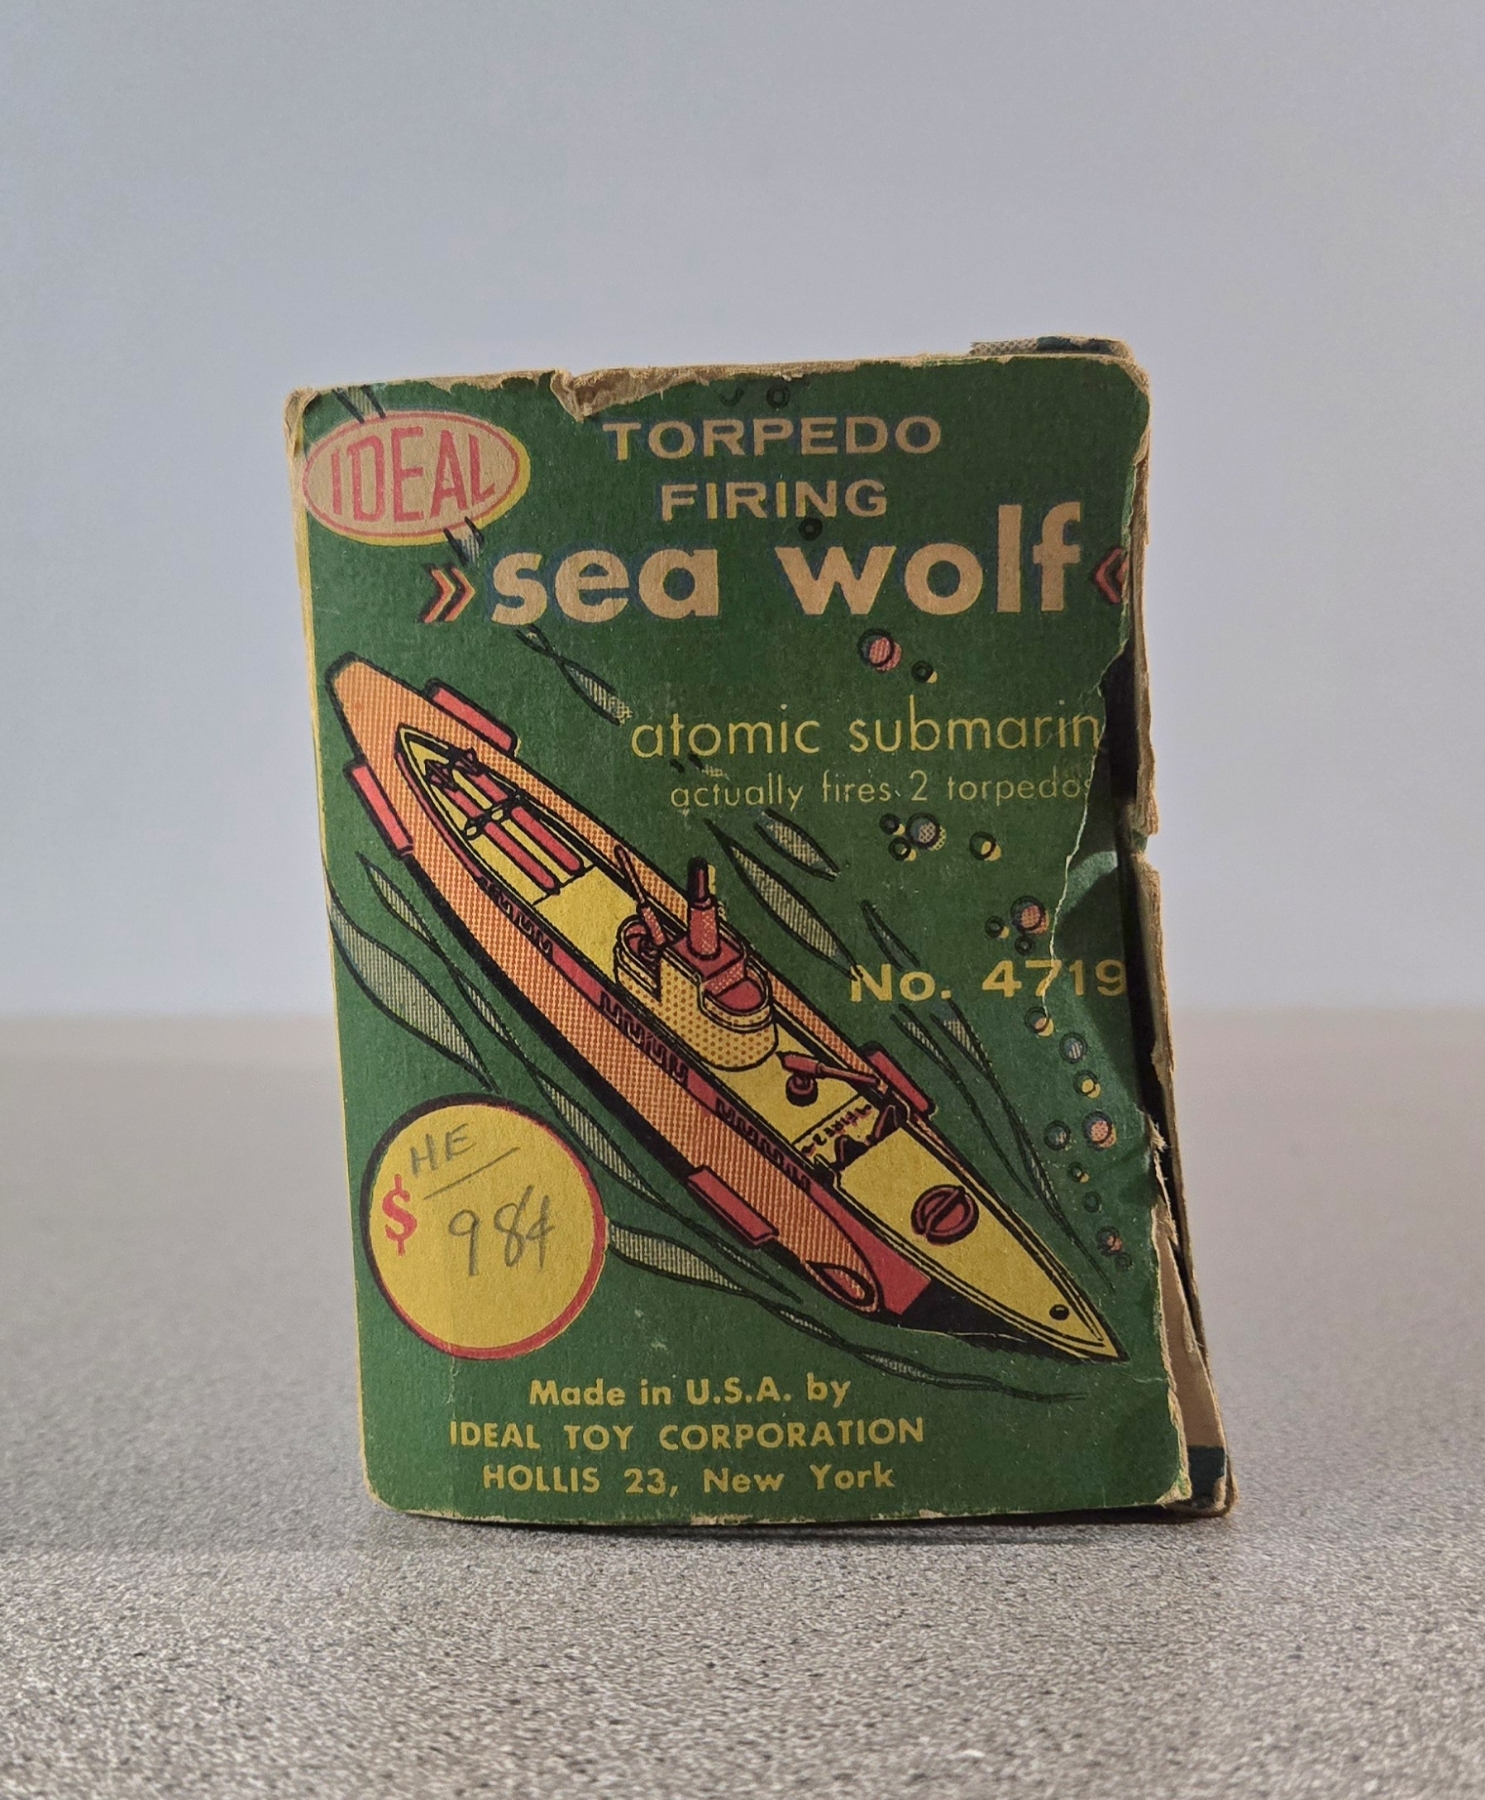 IDEAL
TORPEDO
FIRING
» sea wolf «
atomic submarin
actually fires 2 torpedos
No. 4719
HE
$ 98¢
Made in U.S.A. by
IDEAL TOY CORPORATION
HOLLIS 23, New York